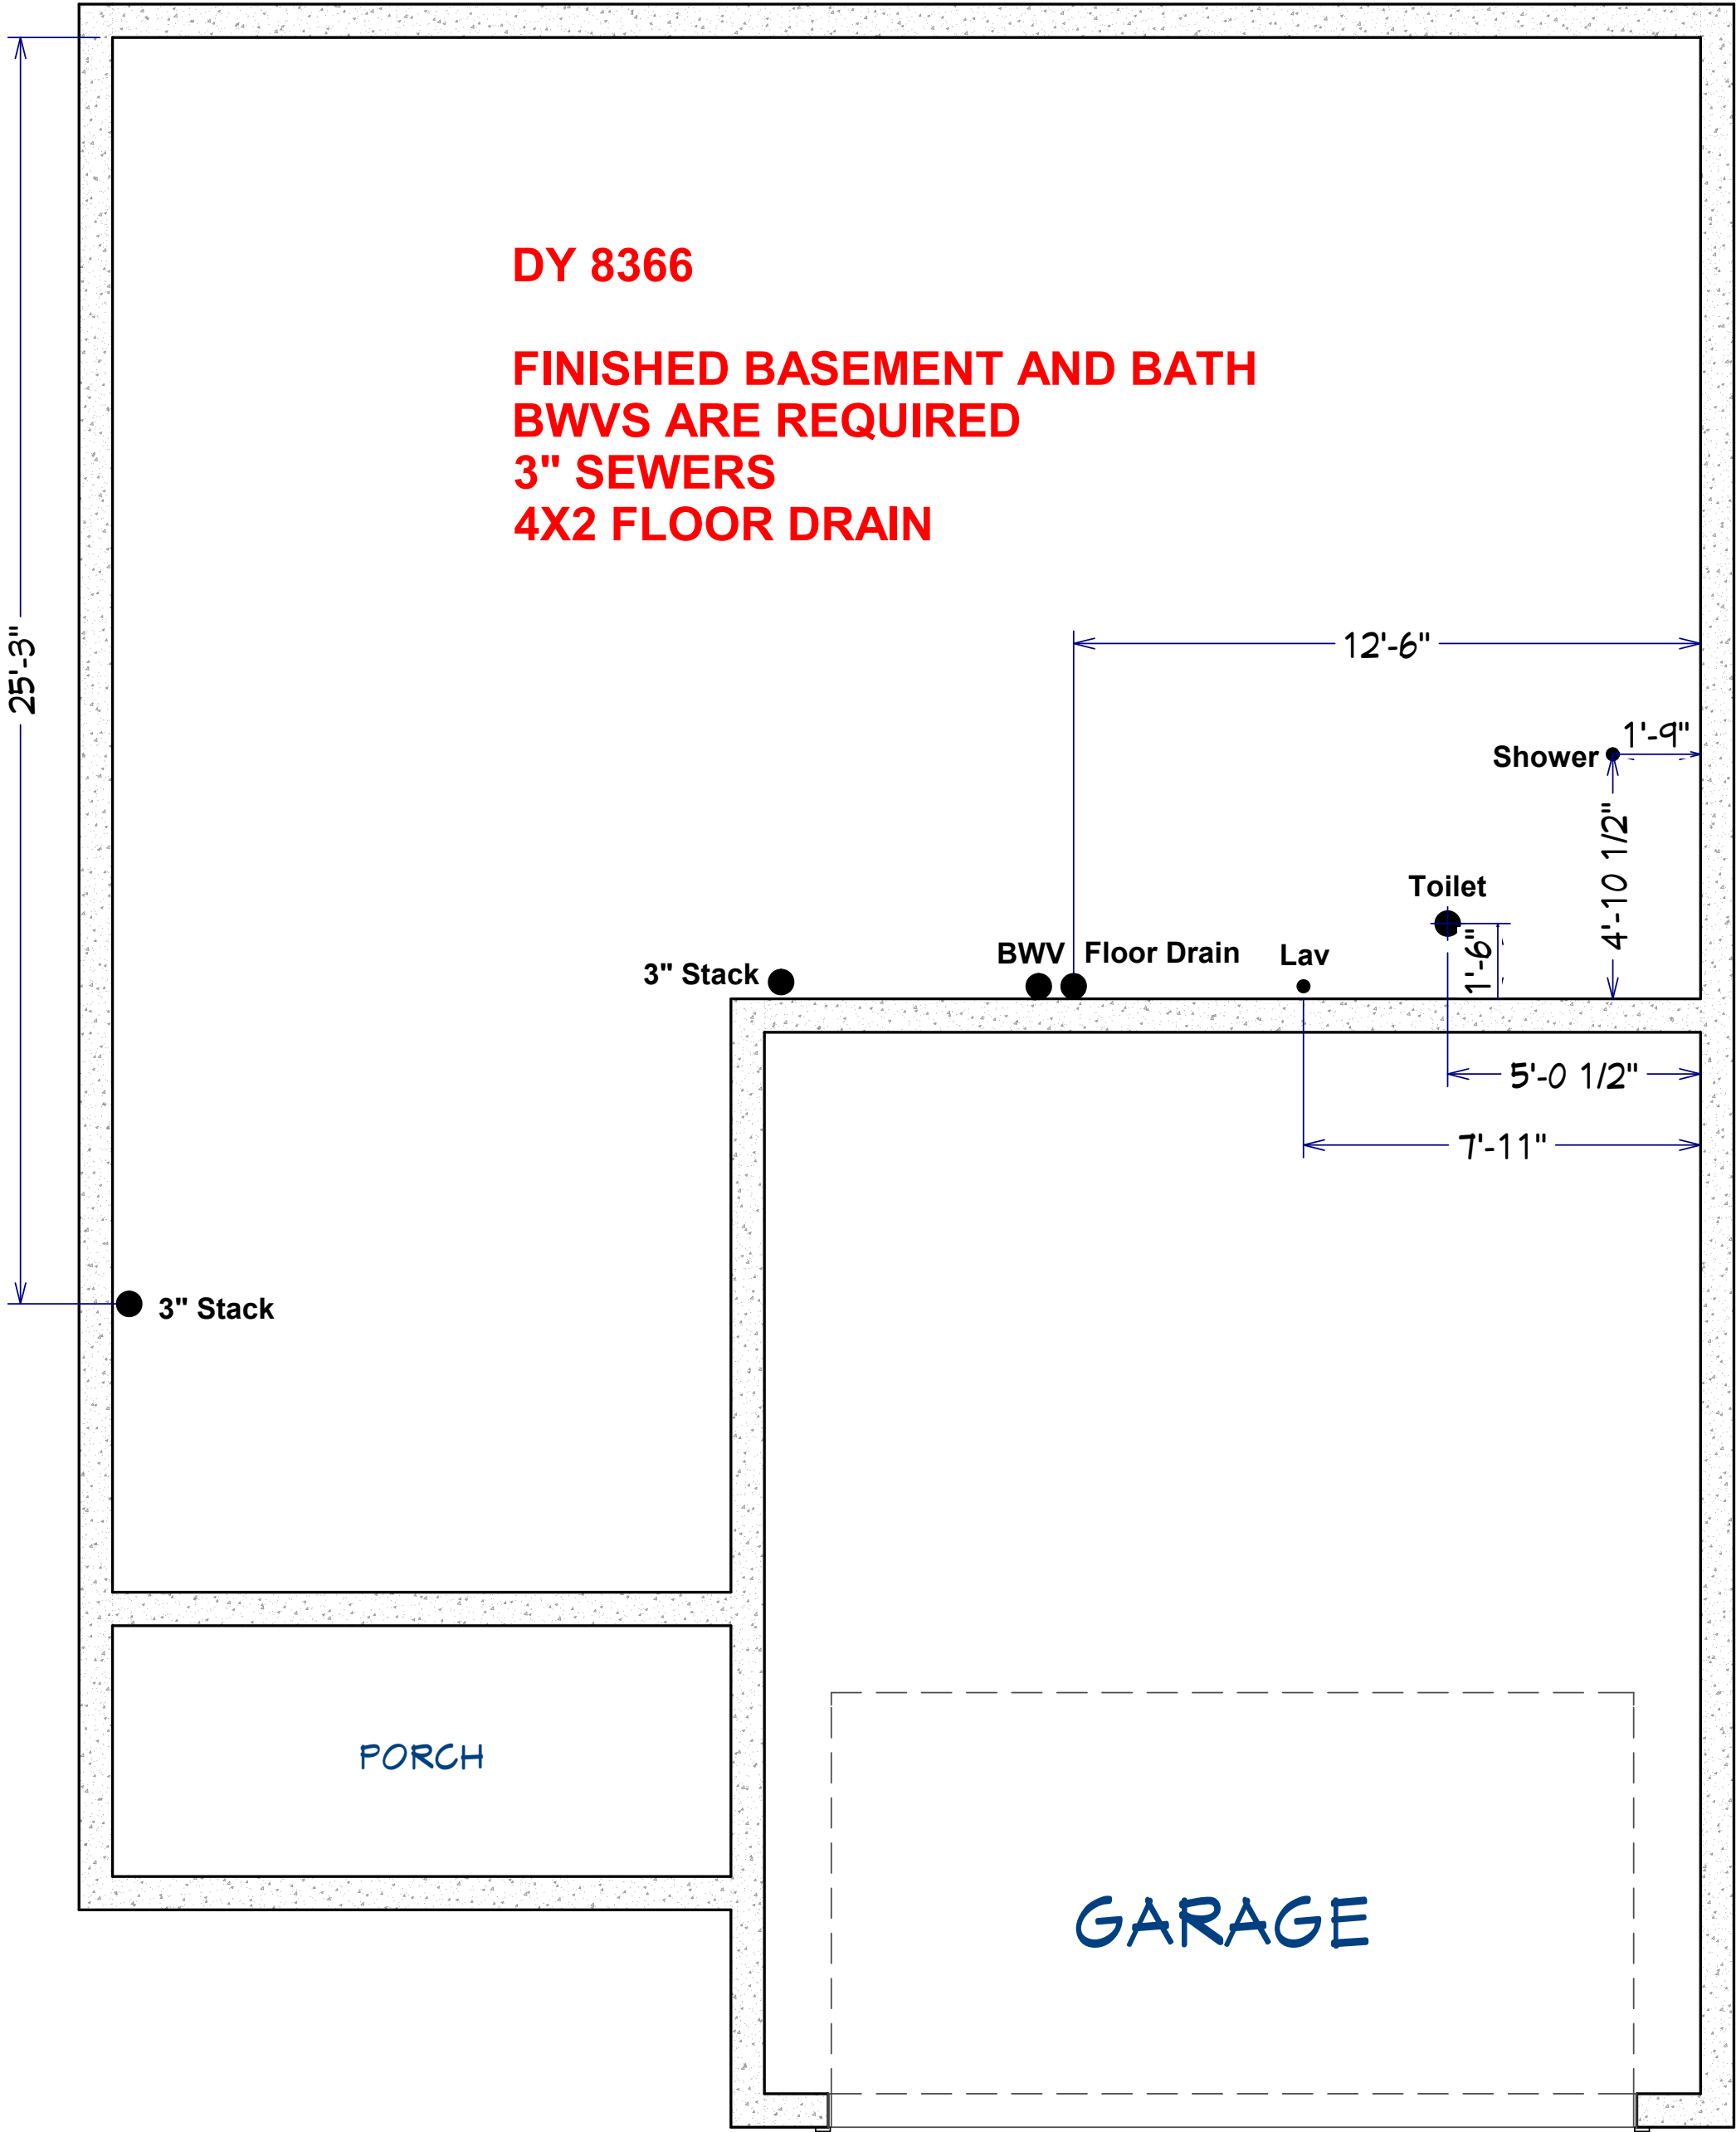 DY 8366
FINISHED BASEMENT AND BATH
BWVS ARE REQUIRED
3" SEWERS
4X2 FLOOR DRAIN
25'-3"
12'-6"
1'-9"
Shower
4'-10 1/2"
Toilet
1'-6"
3" Stack
BWV
Floor Drain
Lav
5'-0 1/2"
7'-11"
3" Stack
PORCH
GARAGE